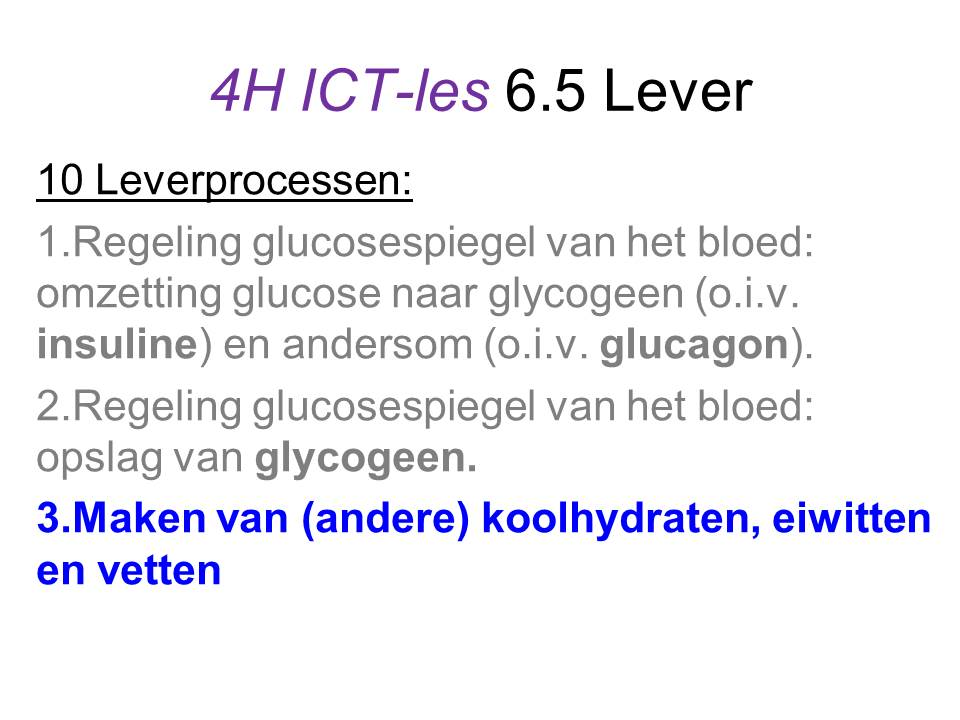 4H ICT-les 6.5 Lever
10 Leverprocessen:
1.Regeling glucosespiegel van het bloed:
omzetting glucose naar glycogeen (o.i.v.
insuline) en andersom (o.i.v. glucagon).
2.Regeling glucosespiegel van het bloed:
opslag van glycogeen.
3.Maken van (andere) koolhydraten, eiwitten
en vetten